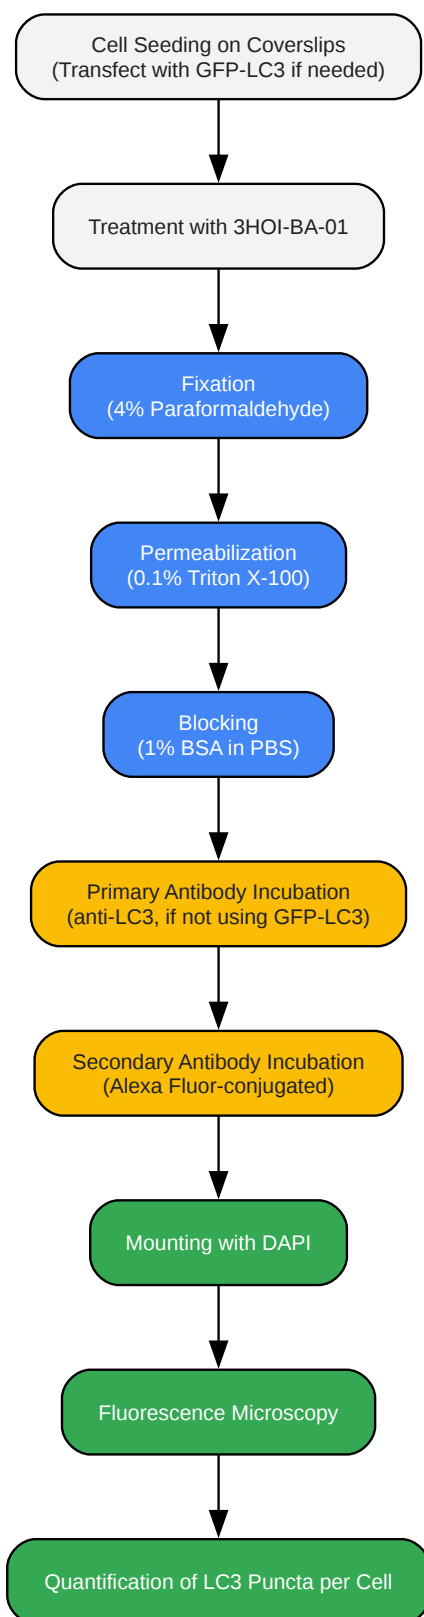 Cell Seeding on Coverslips
(Transfect with GFP-LC3 if needed)
Treatment with 3HOI-BA-01
Fixation
(4% Paraformaldehyde)
Permeabilization
(0.1% Triton X-100)
Blocking
(1% BSA in PBS)
Primary Antibody Incubation
(anti-LC3, if not using GFP-LC3)
Secondary Antibody Incubation
(Alexa Fluor-conjugated)
Mounting with DAPI
Fluorescence Microscopy
Quantification of LC3 Puncta per Cell